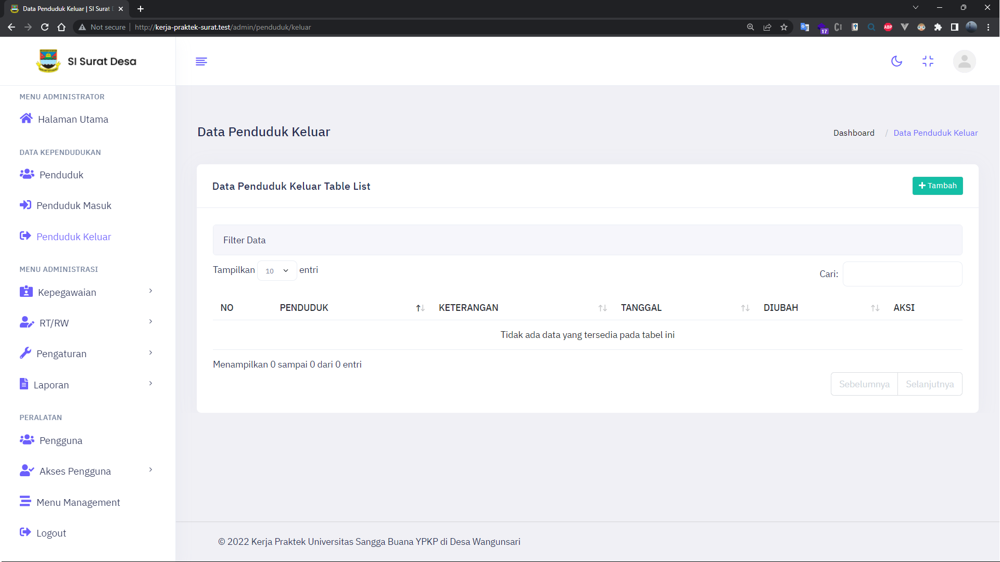 Data Penduduk Keluar | SI Surat
Not secure http://kerja-praktek-surat.test/admin/penduduk/keluar
17
ABP
SI Surat Desa
MENU ADMINISTRATOR
Halaman Utama
DATA KEPENDUDUKAN
Penduduk
Penduduk Masuk
Penduduk Keluar
MENU ADMINISTRASI
Kepegawaian
RT/RW
Pengaturan
Laporan
PERALATAN
Pengguna
Akses Pengguna
Menu Management
Logout
Data Penduduk Keluar
Dashboard / Data Penduduk Keluar
Data Penduduk Keluar Table List
Tambah
Filter Data
Tampilkan 10 entri
Cari:
NO PENDUDUK KETERANGAN TANGGAL DIUBAH AKSI
Tidak ada data yang tersedia pada tabel ini
Menampilkan 0 sampai 0 dari 0 entri
Sebelumnya Selanjutnya
© 2022 Kerja Praktek Universitas Sangga Buana YPKP di Desa Wangunsari